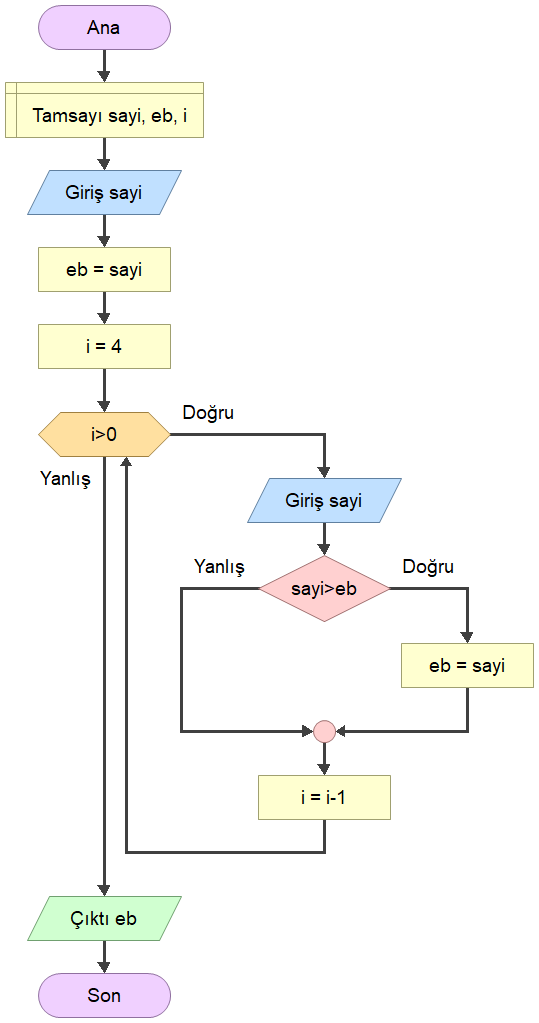 Ana
Tamsayı sayi, eb, i
Giriş sayi
eb = sayi
i = 4
i>0
Doğru
Yanlış
Giriş sayi
sayi>eb
Yanlış
Doğru
eb = sayi
i = i-1
Çıktı eb
Son